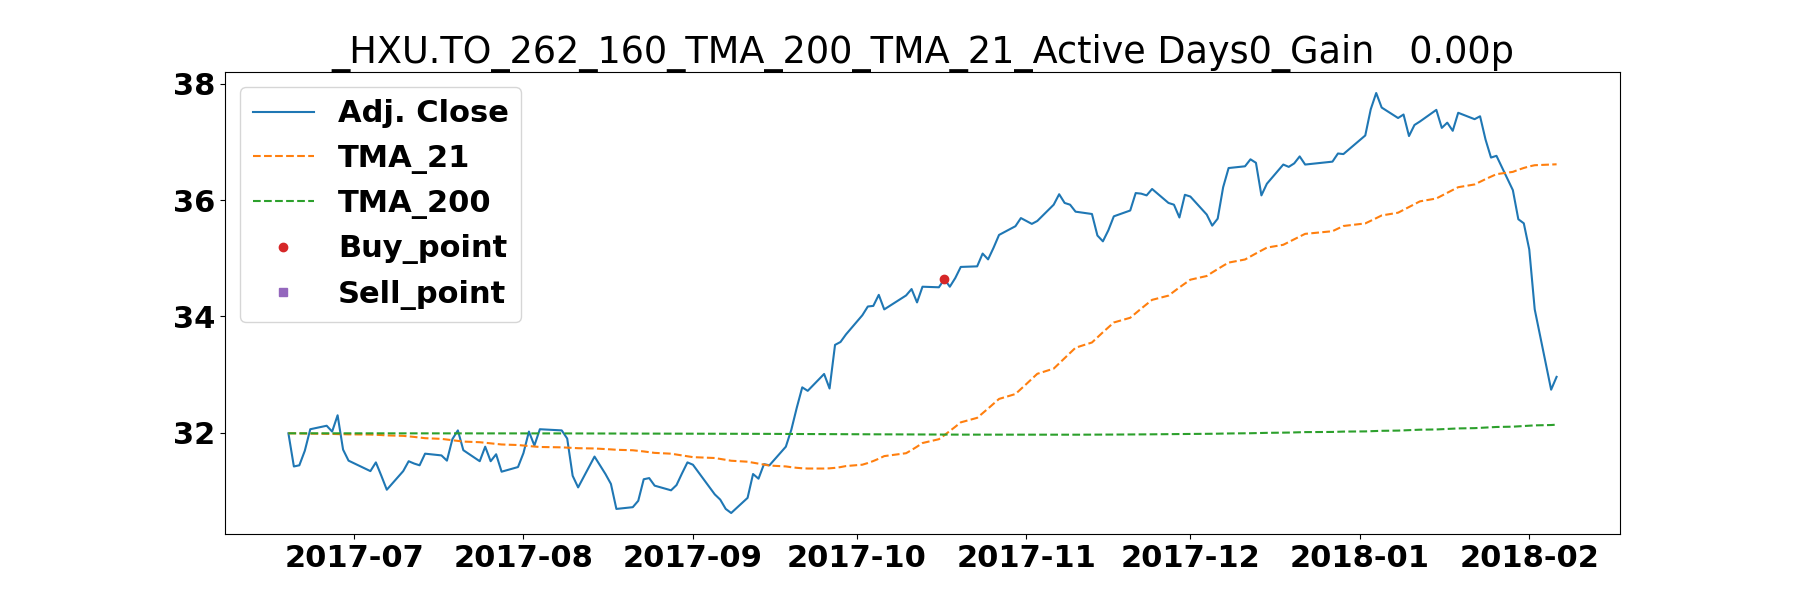 _HXU.TO_262_160_TMA_200_TMA_21_Active Days0_Gain   0.00p
38
36
34
32
Adj. Close
TMA_21
TMA_200
Buy_point
Sell_point
2017-07 2017-08 2017-09 2017-10 2017-11 2017-12 2018-01 2018-02